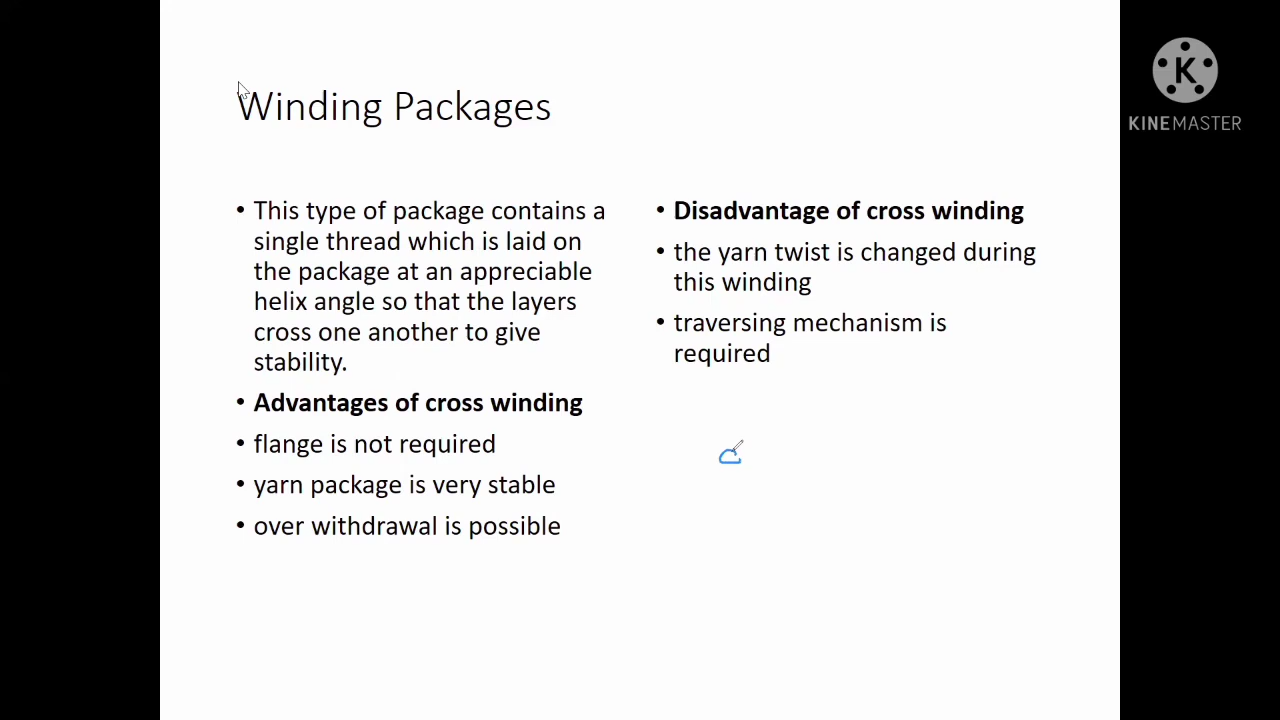 Winding Packages
• This type of package contains a
single thread which is laid on
the package at an appreciable
helix angle so that the layers
cross one another to give
stability.
• Advantages of cross winding
• flange is not required
• yarn package is very stable
• over withdrawal is possible
• Disadvantage of cross winding
• the yarn twist is changed during
this winding
• traversing mechanism is
required
K
KINEMASTER